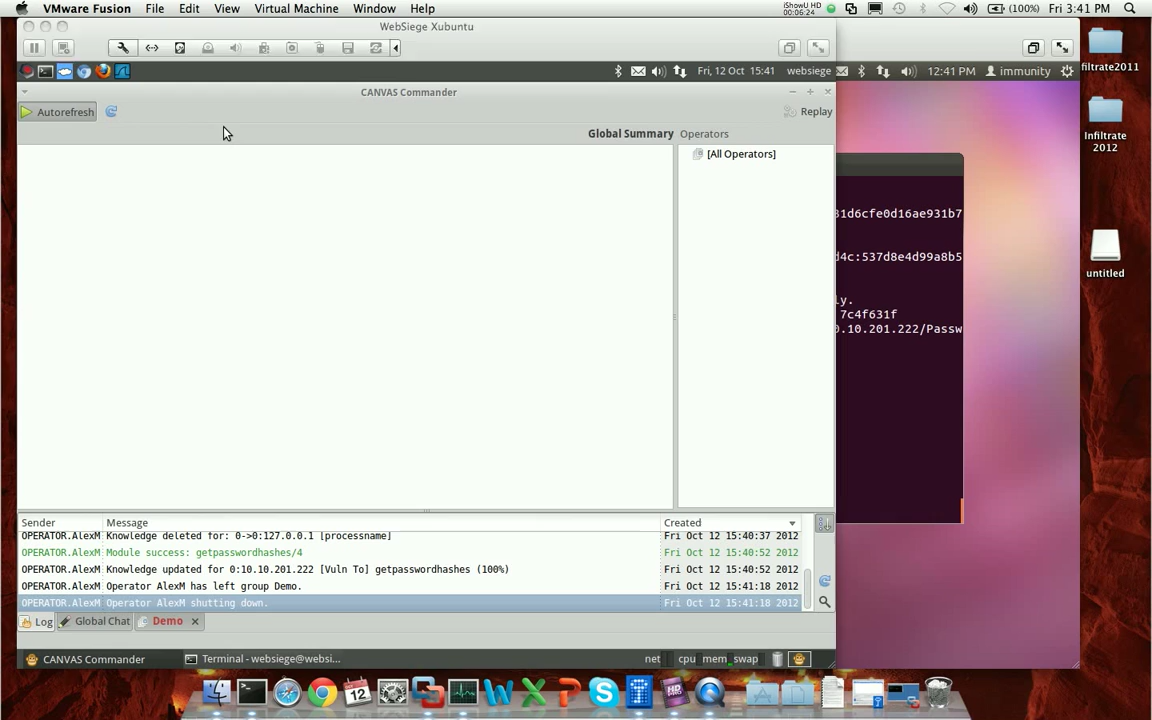 VMware Fusion File Edit View Virtual Machine Window Help
iShowU HD
00:06:24
(100%) Fri 3:41 PM
WebSiege Xubuntu
Fri, 12 Oct 15:41 websiege
12:41 PM immunity
filtrate2011
CANVAS Commander
Autorefresh
Replay
Global Summary Operators
[All Operators]
Infiltrate
2012
31d6cfe0d16ae931b7
d4c:537d8e4d99a8b5
ly.
7c4f631f
0.10.201.222/Passw
untitled
Sender Message Created
OPERATOR.AlexM Knowledge deleted for: 0->0:127.0.0.1 [processname] Fri Oct 12 15:40:37 2012
OPERATOR.AlexM Module success: getpasswordhashes/4 Fri Oct 12 15:40:52 2012
OPERATOR.AlexM Knowledge updated for 0:10.10.201.222 [Vuln To] getpasswordhashes (100%) Fri Oct 12 15:40:52 2012
OPERATOR.AlexM Operator AlexM has left group Demo. Fri Oct 12 15:41:18 2012
OPERATOR.AlexM Operator AlexM shutting down. Fri Oct 12 15:41:18 2012
Log Global Chat Demo
CANVAS Commander Terminal - websiege@websi... net cpu mem swap
12
HD